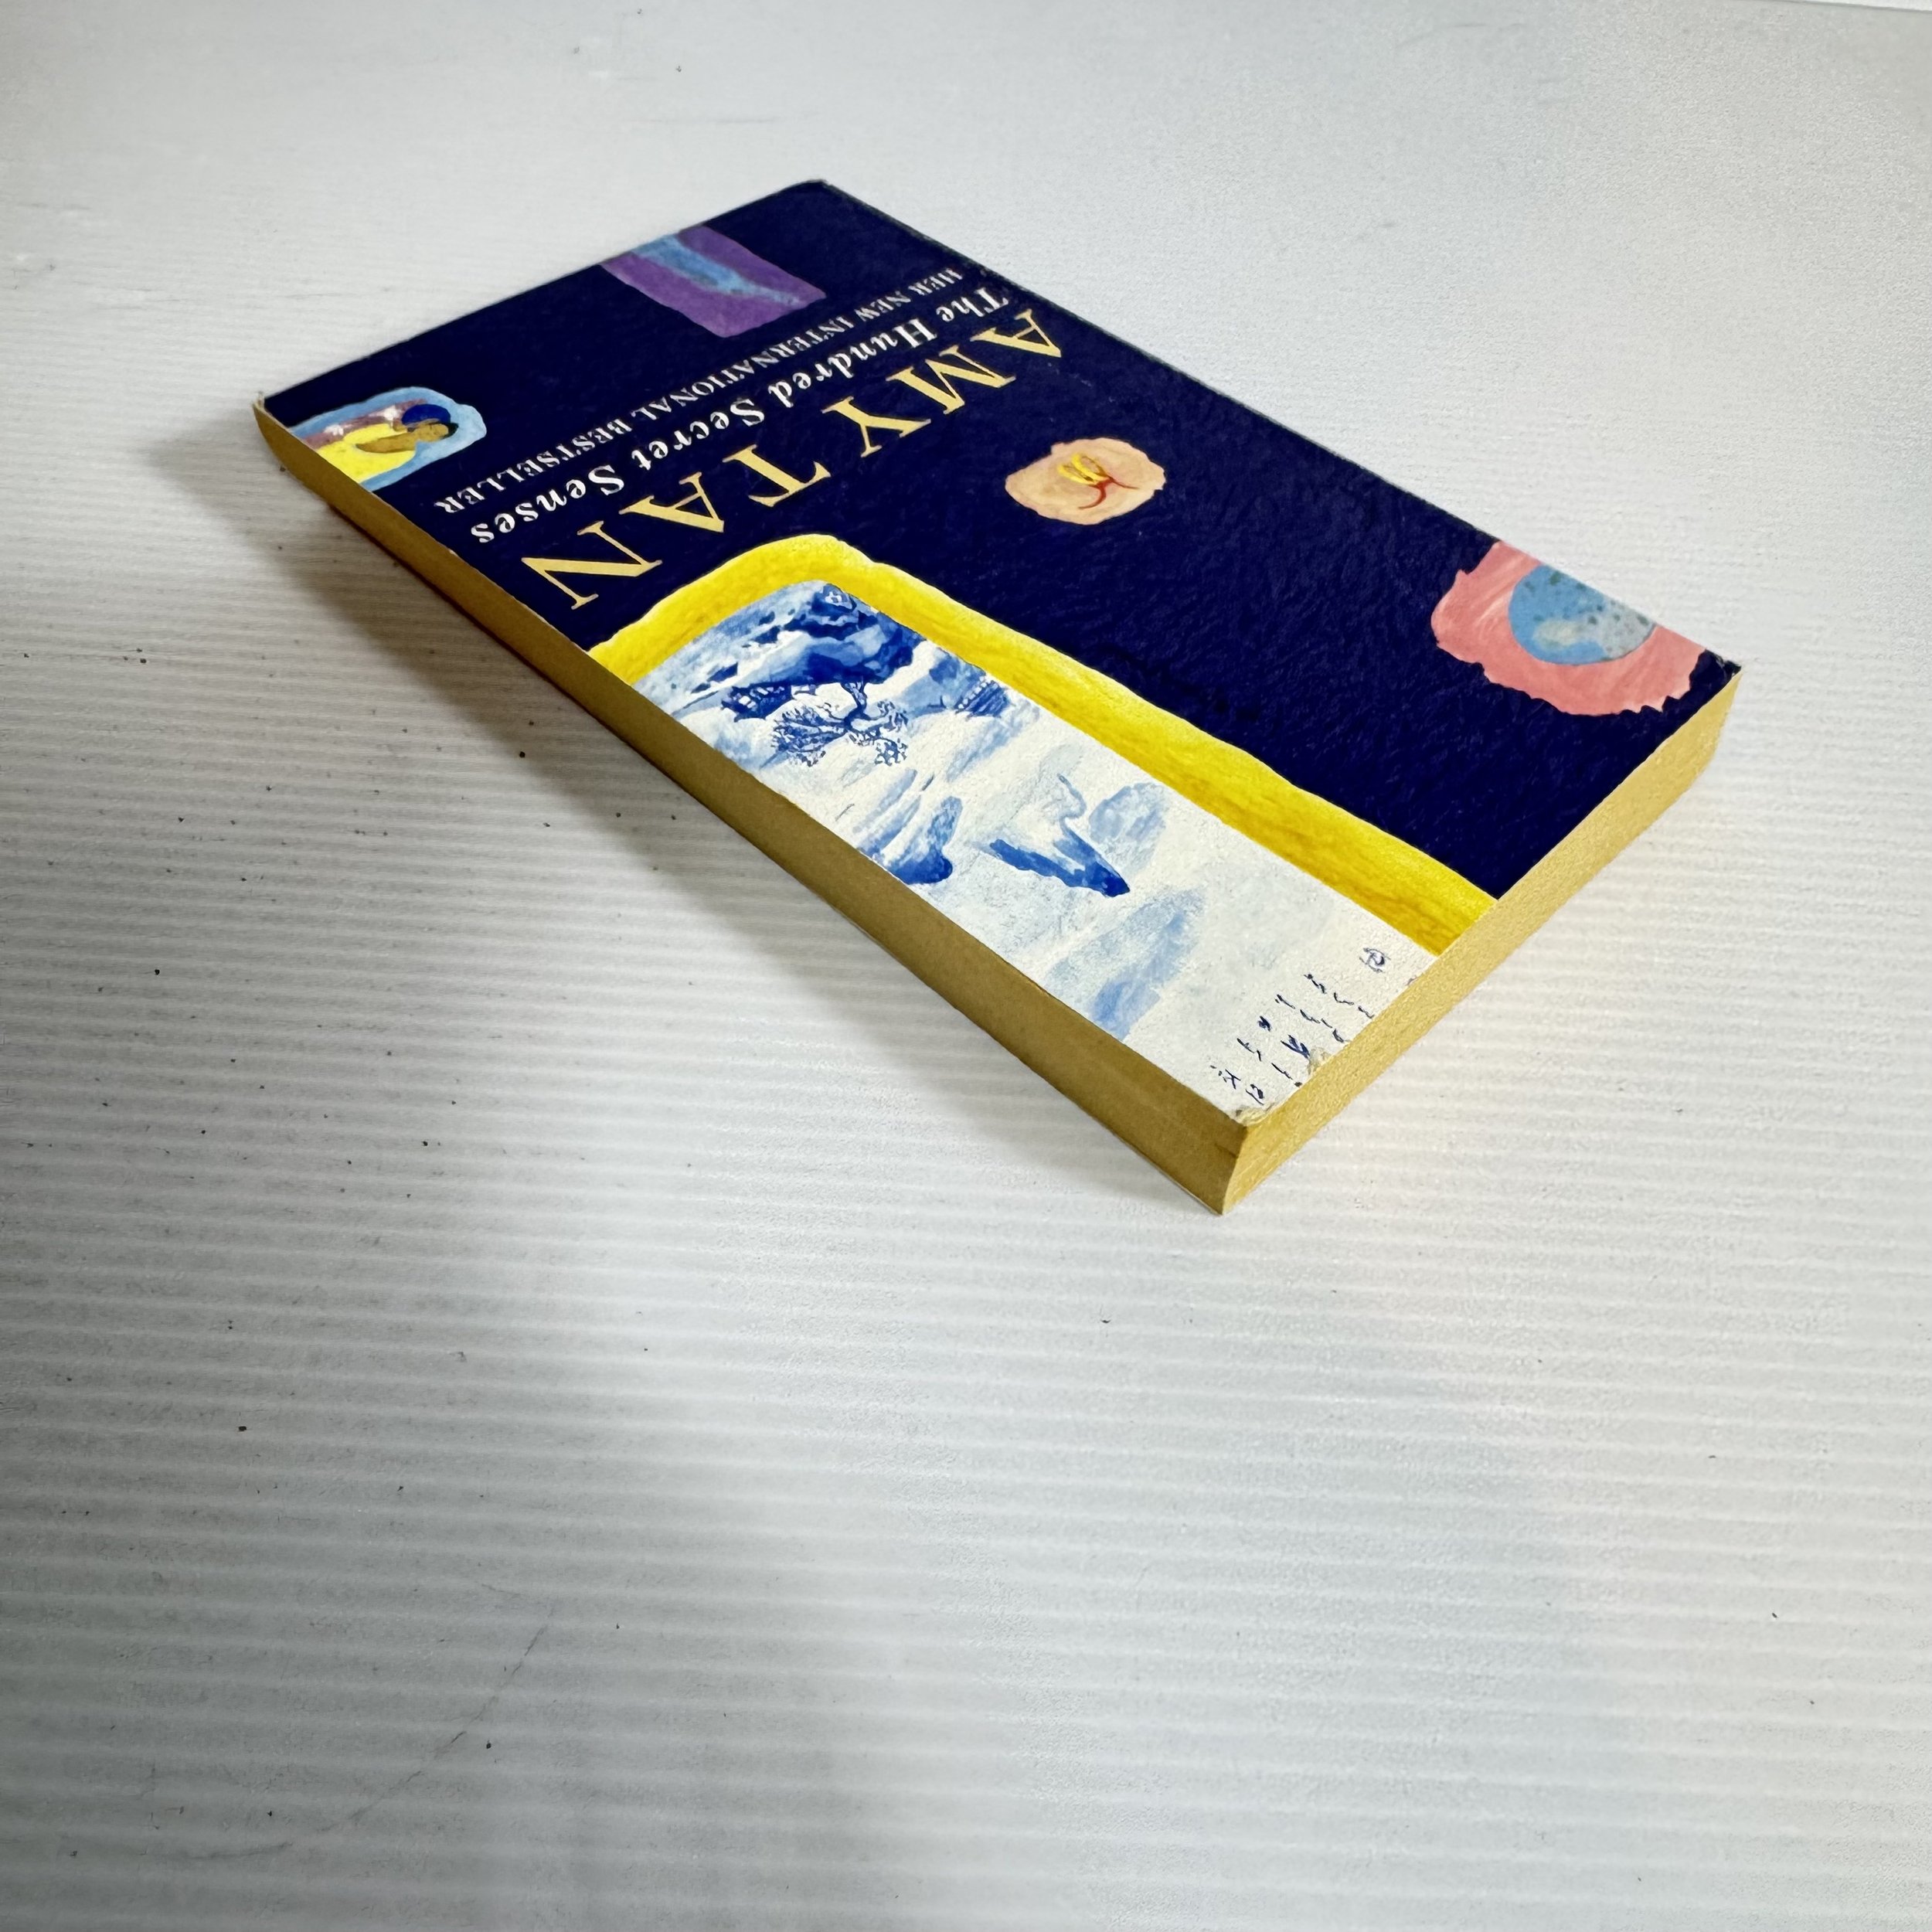 AMY TAN
The Hundred Secret Senses
HER NEW INTERNATIONAL BESTSELLER